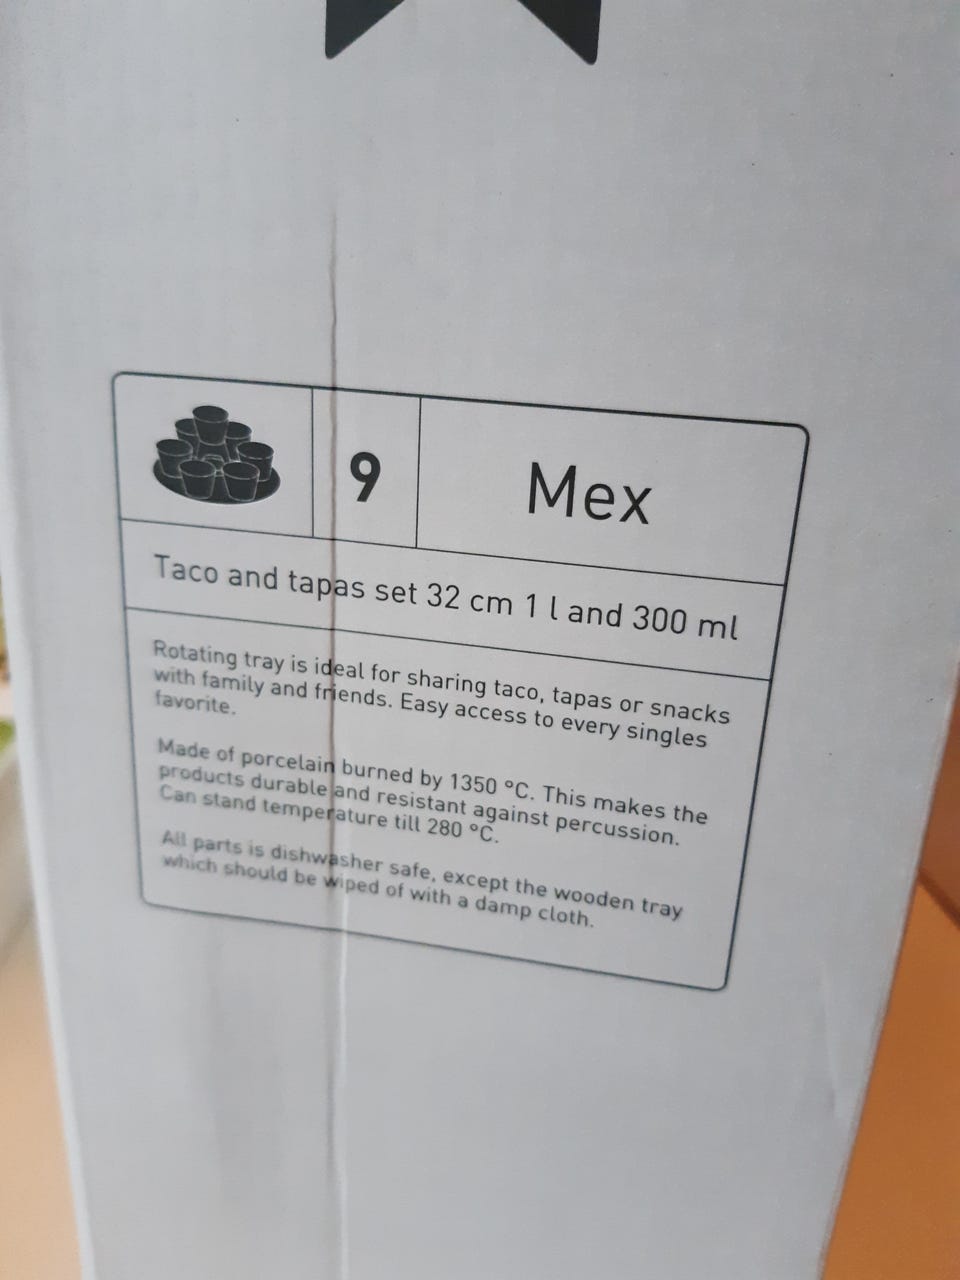 9
Mex
Taco and tapas set 32 cm 1 l and 300 ml
Rotating tray is ideal for sharing taco, tapas or snacks
with family and friends. Easy access to every singles
favorite.
Made of porcelain burned by 1350 °C. This makes the
products durable and resistant against percussion.
Can stand temperature till 280 °C.
All parts is dishwasher safe, except the wooden tray
which should be wiped of with a damp cloth.